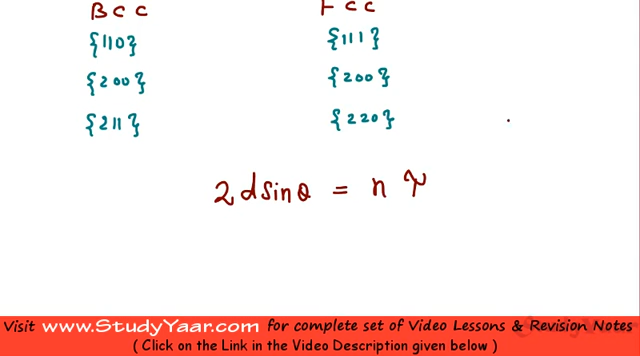 BCC FCC
{110} {111}
{200} {200}
{211} {220}
2dsinθ = nλ
Visit www.StudyYaar.com for complete set of Video Lessons & Revision Notes
( Click on the Link in the Video Description given below )